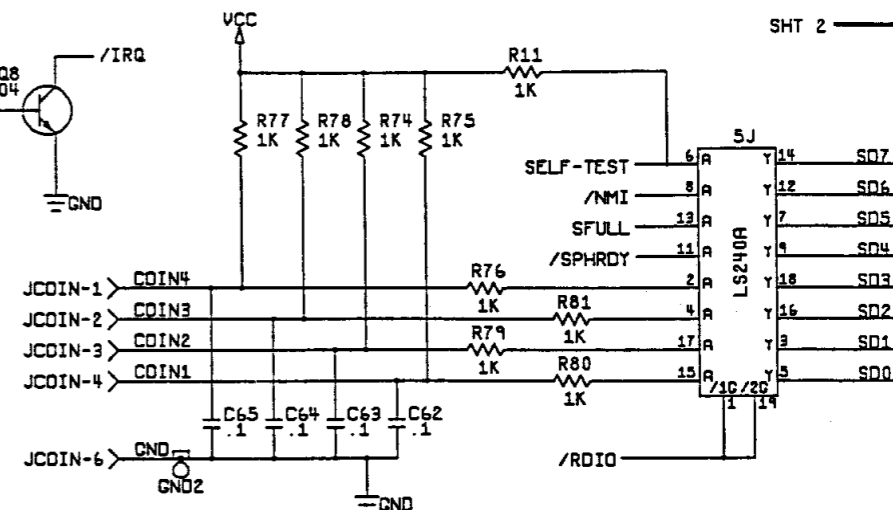 VCC
SHT 2
/IRQ
Q8
04
R11
1K
R77
1K
R78
1K
R74
1K
R75
1K
GND
5J
SELF-TEST 6 A Y 14 SD7
/NMI 8 A Y 12 SD6
SFULL 13 A Y 7 SD5
/SPHRDY 11 A Y 9 SD4
LS240A
JCOIN-1 COIN4 R76 1K 2 A Y 18 SD3
JCOIN-2 COIN3 R81 1K 4 A Y 16 SD2
JCOIN-3 COIN2 R79 1K 17 A Y 3 SD1
JCOIN-4 COIN1 R80 1K 15 A Y 5 SD0
/1G /2G
1 19
C65
.1
C64
.1
C63
.1
C62
.1
JCOIN-6 GND
GND2
GND
/RDIO